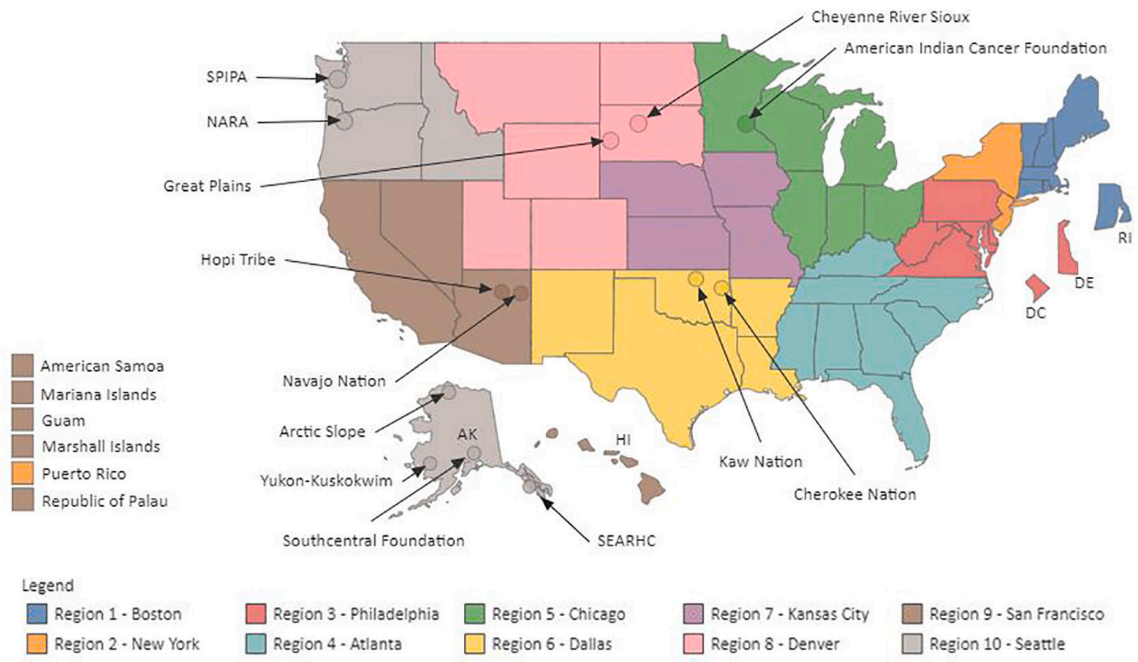 Cheyenne River Sioux
American Indian Cancer Foundation
SPIPA
NARA
Great Plains
RI
Hopi Tribe
DE
DC
American Samoa
Navajo Nation
Mariana Islands
Guam
Arctic Slope
AK
HI
Marshall Islands
Kaw Nation
Puerto Rico
Yukon-Kuskokwim
Cherokee Nation
Republic of Palau
Southcentral Foundation
SEARHC
Legend
Region 1 - Boston
Region 3 - Philadelphia
Region 5 - Chicago
Region 7 - Kansas City
Region 9 - San Francisco
Region 2 - New York
Region 4 - Atlanta
Region 6 - Dallas
Region 8 - Denver
Region 10 - Seattle